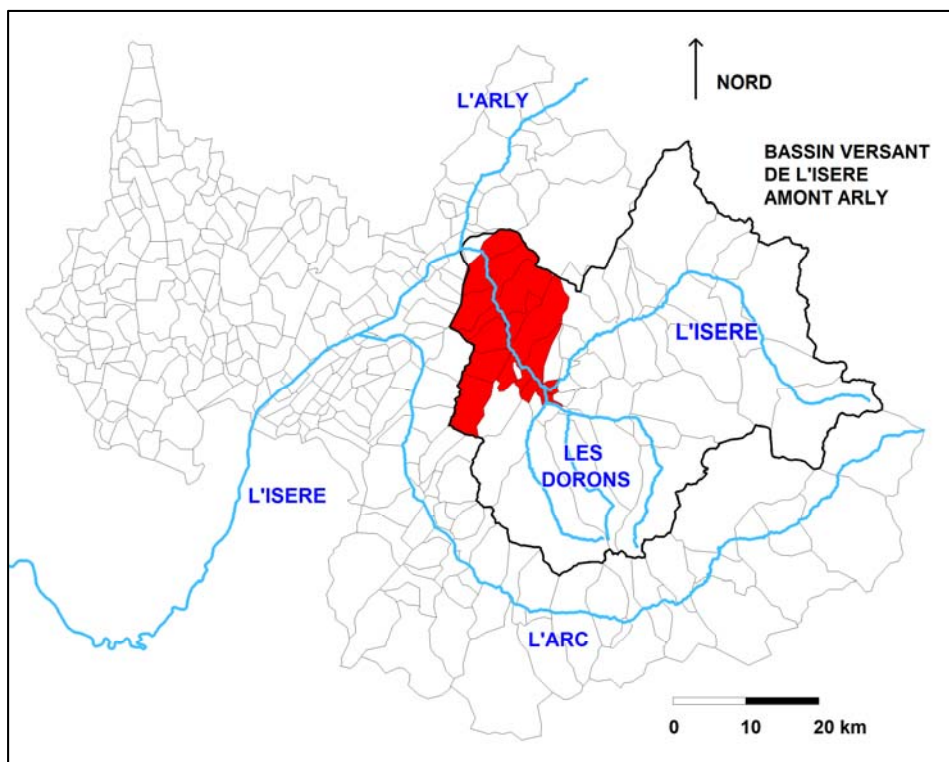 L'ARLY
NORD
BASSIN VERSANT
DE L'ISERE
AMONT ARLY
L'ISERE
LES
DORONS
L'ISERE
L'ARC
0 10 20 km